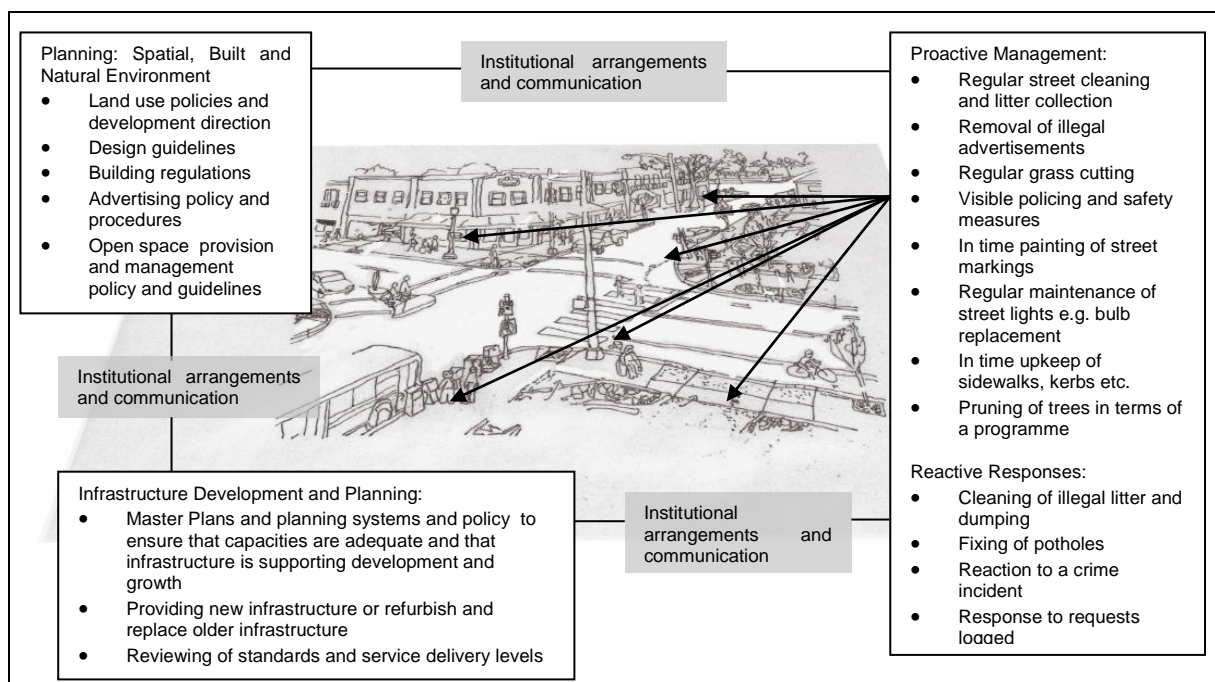 Planning: Spatial, Built and
Natural Environment
• Land use policies and
development direction
• Design guidelines
• Building regulations
• Advertising policy and
procedures
• Open space provision
and management
policy and guidelines
Institutional arrangements
and communication
Proactive Management:
• Regular street cleaning
and litter collection
• Removal of illegal
advertisements
• Regular grass cutting
• Visible policing and safety
measures
• In time painting of street
markings
• Regular maintenance of
street lights e.g. bulb
replacement
• In time upkeep of
sidewalks, kerbs etc.
• Pruning of trees in terms of
a programme
Reactive Responses:
• Cleaning of illegal litter and
dumping
• Fixing of potholes
• Reaction to a crime
incident
• Response to requests
logged
Institutional arrangements
and communication
Infrastructure Development and Planning:
• Master Plans and planning systems and policy to
ensure that capacities are adequate and that
infrastructure is supporting development and
growth
• Providing new infrastructure or refurbish and
replace older infrastructure
• Reviewing of standards and service delivery levels
Institutional
arrangements and
communication